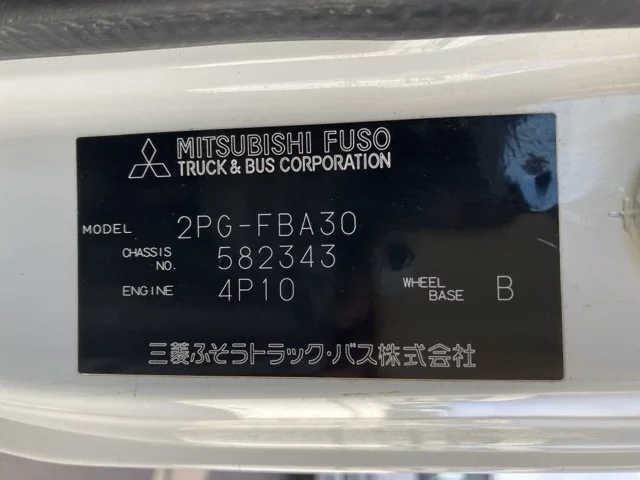 MITSUBISHI FUSO
TRUCK & BUS CORPORATION
MODEL 2PG-FBA30
CHASSIS NO. 582343
ENGINE 4P10 WHEEL BASE B
三菱ふそうトラック・バス株式会社